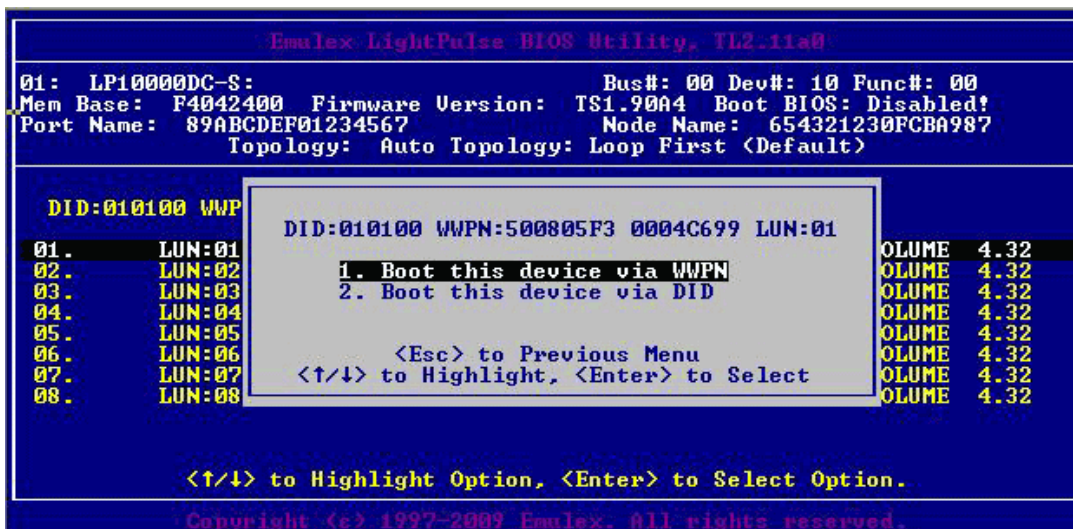 Emulex LightPulse BIOS Utility, TL2.11a0
01: LP10000DC-S: Bus#: 00 Dev#: 10 Func#: 00
Mem Base: F4042400 Firmware Version: TS1.90A4 Boot BIOS: Disabled!
Port Name: 89ABCDEF01234567 Node Name: 654321230FCBA987
Topology: Auto Topology: Loop First (Default)
DID:010100 WWP
DID:010100 WWPN:500805F3 0004C699 LUN:01
01. LUN:01 OLUME 4.32
1. Boot this device via WWPN
02. LUN:02 OLUME 4.32
2. Boot this device via DID
03. LUN:03 OLUME 4.32
04. LUN:04 OLUME 4.32
05. LUN:05 OLUME 4.32
<Esc> to Previous Menu
06. LUN:06 OLUME 4.32
<↑/↓> to Highlight, <Enter> to Select
07. LUN:07 OLUME 4.32
08. LUN:08 OLUME 4.32
<↑/↓> to Highlight Option, <Enter> to Select Option.
Copyright (c) 1997-2009 Emulex. All rights reserved.